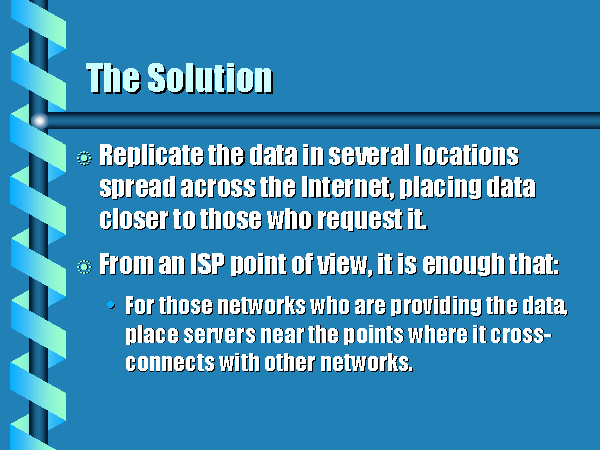 The Solution
Replicate the data in several locations
spread across the Internet, placing data
closer to those who request it.
From an ISP point of view, it is enough that:
For those networks who are providing the data,
place servers near the points where it cross-
connects with other networks.